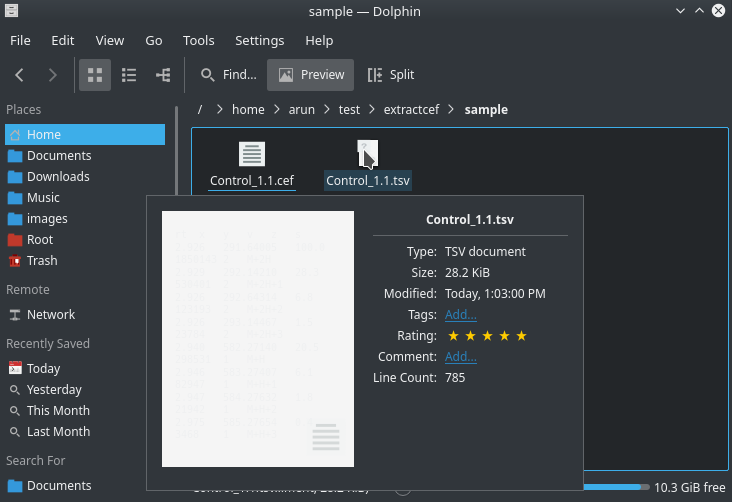 sample — Dolphin
File Edit View Go Tools Settings Help
Find... Preview Split
Places
/ > home > arun > test > extractcef > sample
Home
Documents
Downloads
Music
images
Root
Trash
Remote
Network
Recently Saved
Today
Yesterday
This Month
Last Month
Search For
Documents
Control_1.1.cef
Control_1.1.tsv
Control_1.1.tsv
Type: TSV document
Size: 28.2 KiB
Modified: Today, 1:03:00 PM
Tags: Add...
Rating: ★ ★ ★ ★ ★
Comment: Add...
Line Count: 785
10.3 GiB free